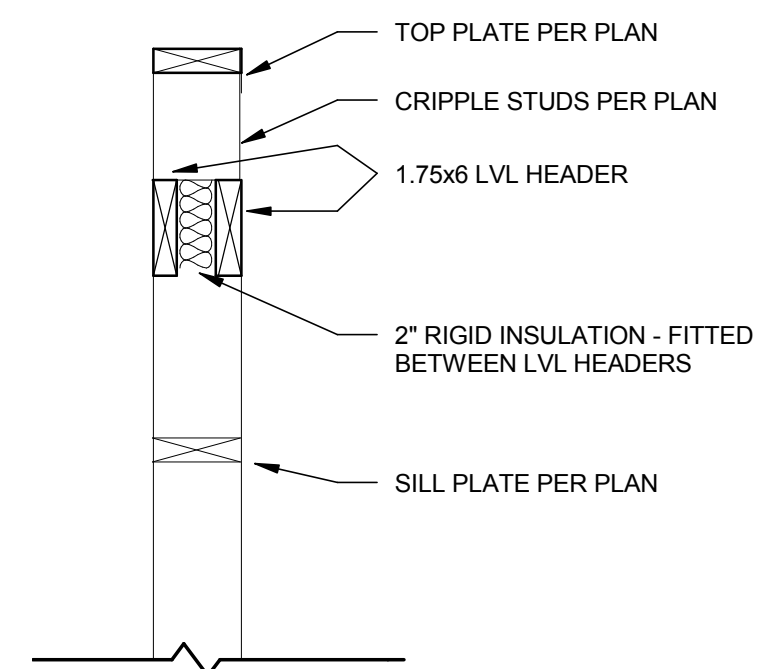 TOP PLATE PER PLAN
CRIPPLE STUDS PER PLAN
1.75x6 LVL HEADER
2" RIGID INSULATION - FITTED
BETWEEN LVL HEADERS
SILL PLATE PER PLAN